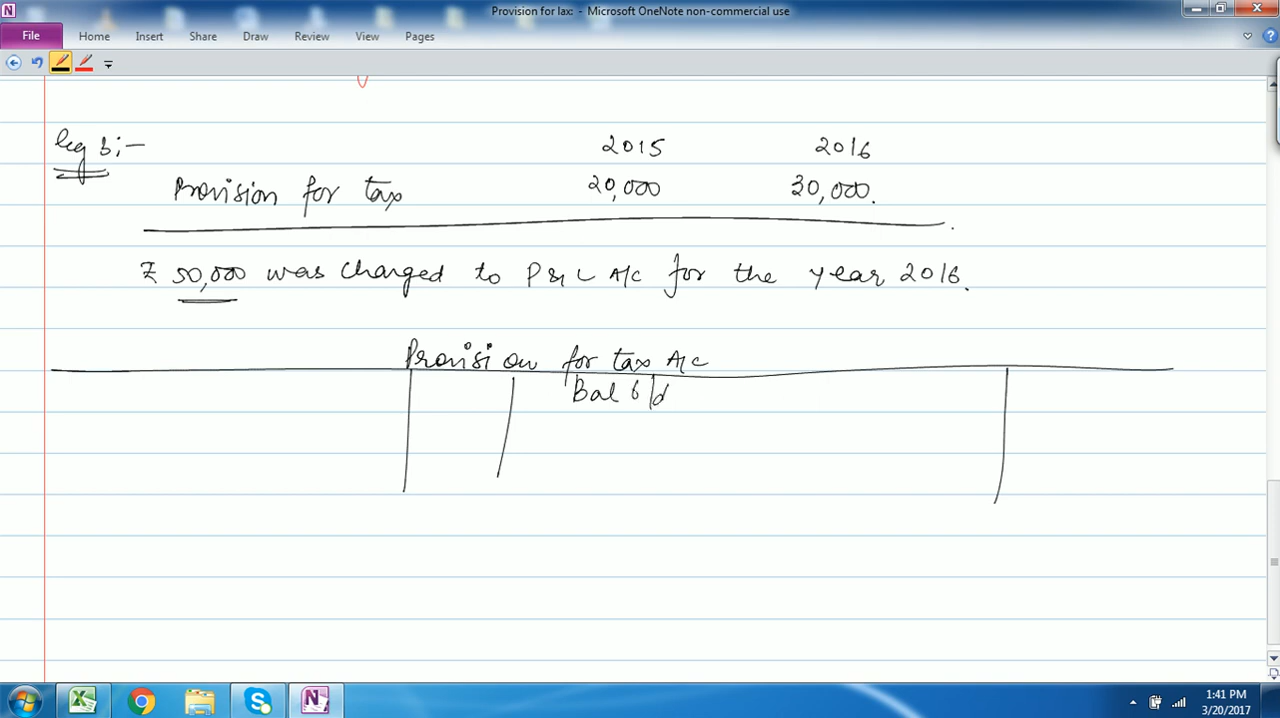 Provision for tax: - Microsoft OneNote non-commercial use
File Home Insert Share Draw Review View Pages
eg 3;-
2015 2016
Provision for tax 20,000 30,000.
₹ 50,000 was charged to P & L A/c for the year 2016.
Provision for tax A/c
Bal b/d
1:41 PM
3/20/2017